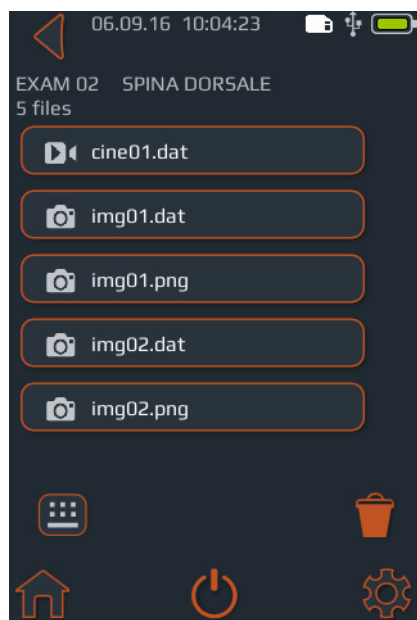 06.09.16 10:04:23
EXAM 02 SPINA DORSALE
5 files
cine01.dat
img01.dat
img01.png
img02.dat
img02.png